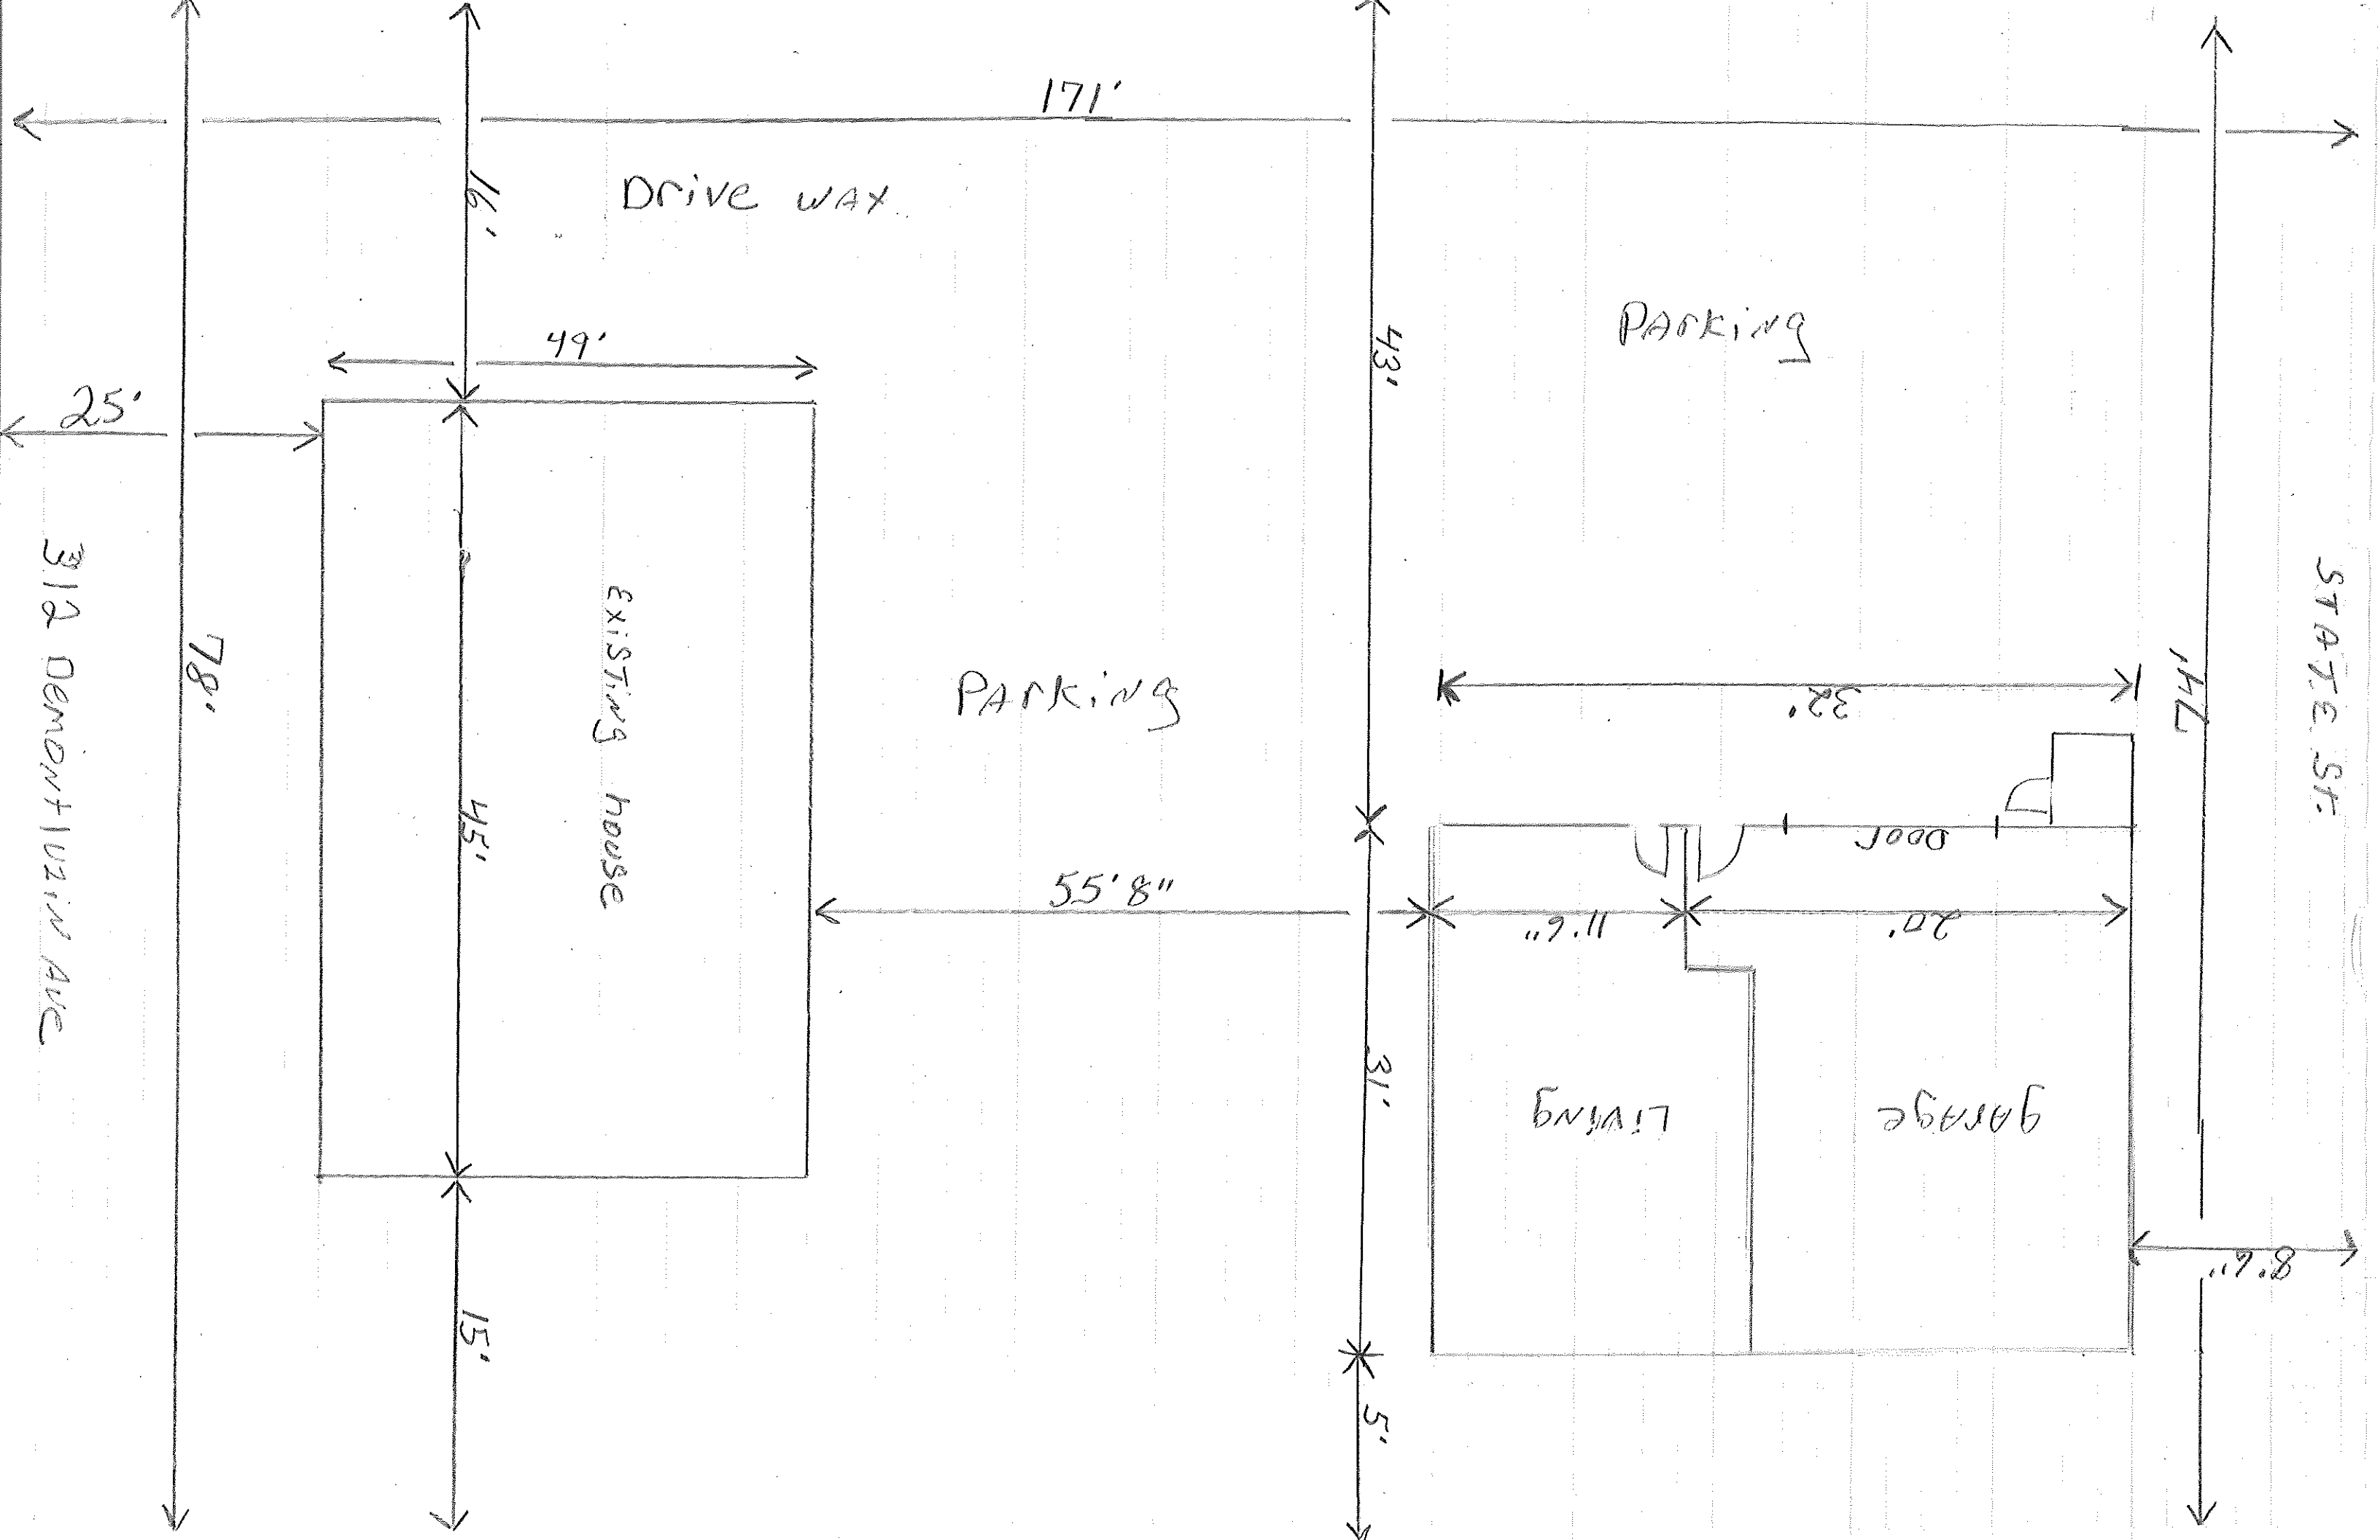 171'
16'
Drive way
49'
25'
43'
Parking
312 Demontluzin Ave
78'
Existing house
45'
Parking
32'
74'
STATE St.
Door
55' 8"
11' 6"
20'
31'
Living
garage
8' 6"
15'
5'